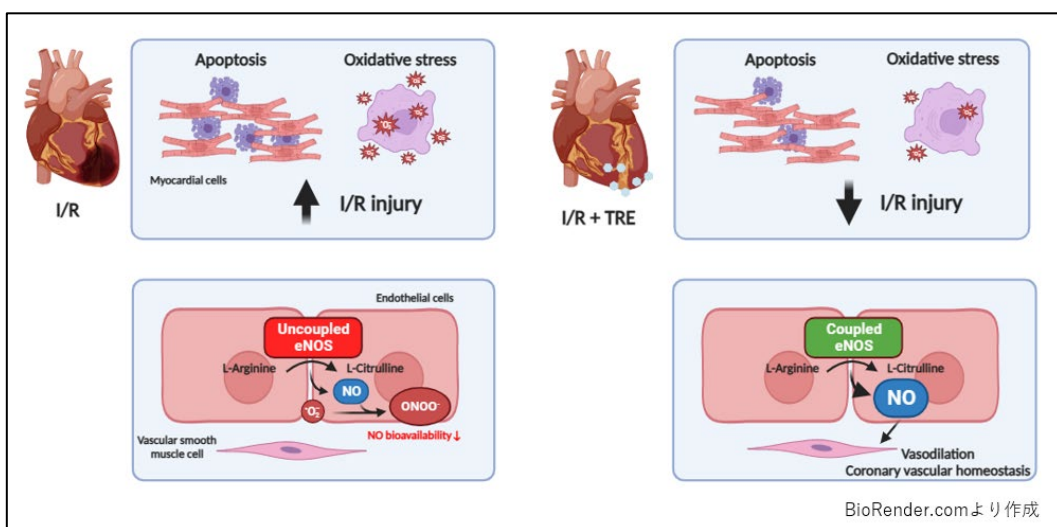 I/R
Apoptosis
Oxidative stress
Myocardial cells
I/R injury
Endothelial cells
Uncoupled
eNOS
L-Arginine
L-Citrulline
NO
·O₂⁻
ONOO⁻
NO bioavailability↓
Vascular smooth
muscle cell
I/R + TRE
Apoptosis
Oxidative stress
I/R injury
Coupled
eNOS
L-Arginine
L-Citrulline
NO
Vasodilation
Coronary vascular homeostasis
BioRender.comより作成